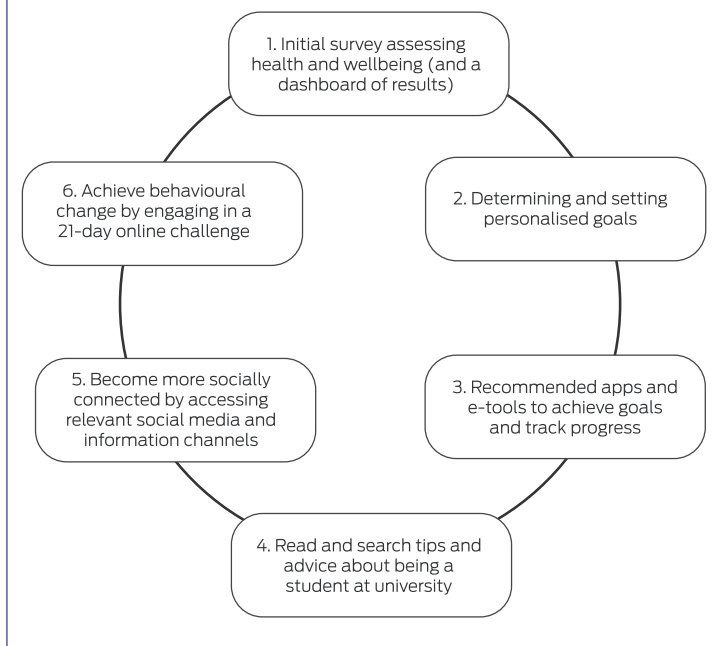 1. Initial survey assessing
health and wellbeing (and a
dashboard of results)
2. Determining and setting
personalised goals
3. Recommended apps and
e-tools to achieve goals
and track progress
4. Read and search tips and
advice about being a
student at university
5. Become more socially
connected by accessing
relevant social media and
information channels
6. Achieve behavioural
change by engaging in a
21-day online challenge